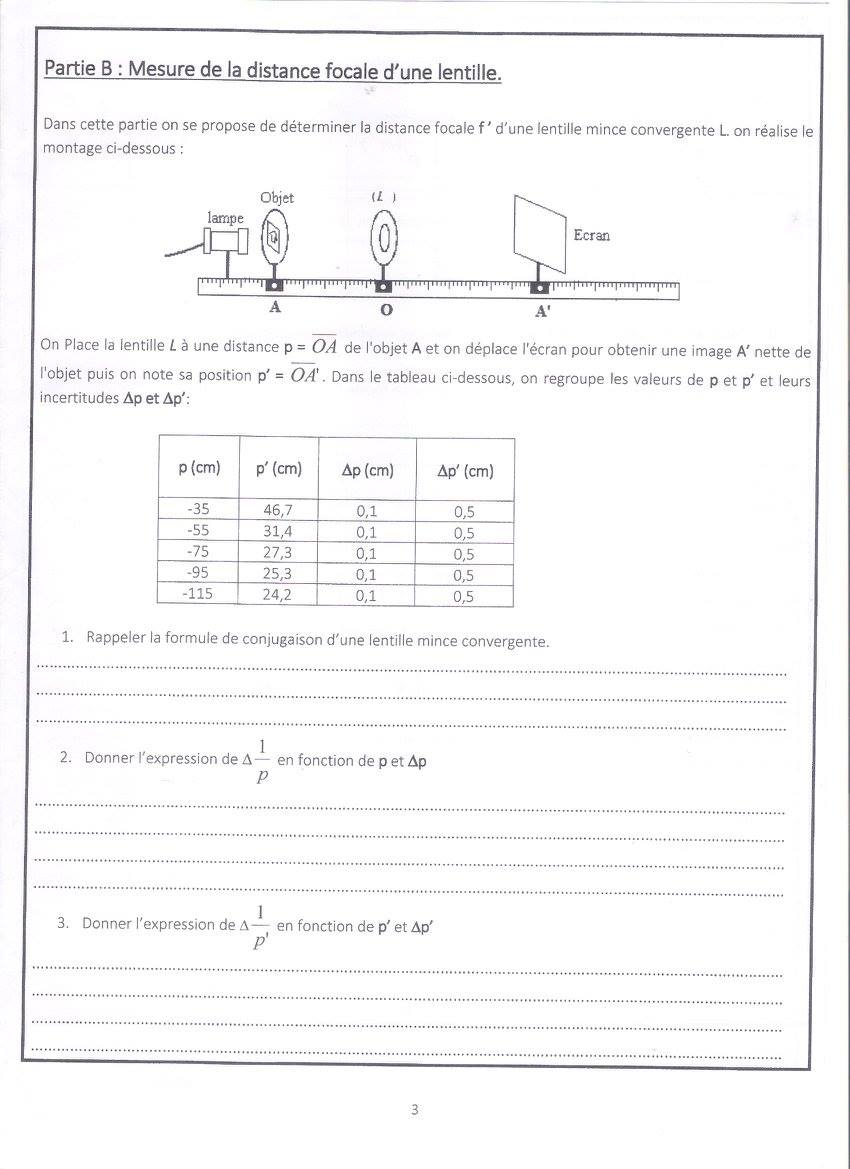 Partie B : Mesure de la distance focale d'une lentille.
Dans cette partie on se propose de déterminer la distance focale f ' d'une lentille mince convergente L. on réalise le
montage ci-dessous :
Objet
(L )
lampe
Ecran
A
O
A'
On Place la lentille L à une distance p = OA de l'objet A et on déplace l'écran pour obtenir une image A' nette de
l'objet puis on note sa position p' = OA'. Dans le tableau ci-dessous, on regroupe les valeurs de p et p' et leurs
incertitudes Δp et Δp':
p (cm) p' (cm) Δp (cm) Δp' (cm)
-35 46,7 0,1 0,5
-55 31,4 0,1 0,5
-75 27,3 0,1 0,5
-95 25,3 0,1 0,5
-115 24,2 0,1 0,5
1. Rappeler la formule de conjugaison d'une lentille mince convergente.
2. Donner l'expression de Δ 1/p en fonction de p et Δp
3. Donner l'expression de Δ 1/p' en fonction de p' et Δp'
3